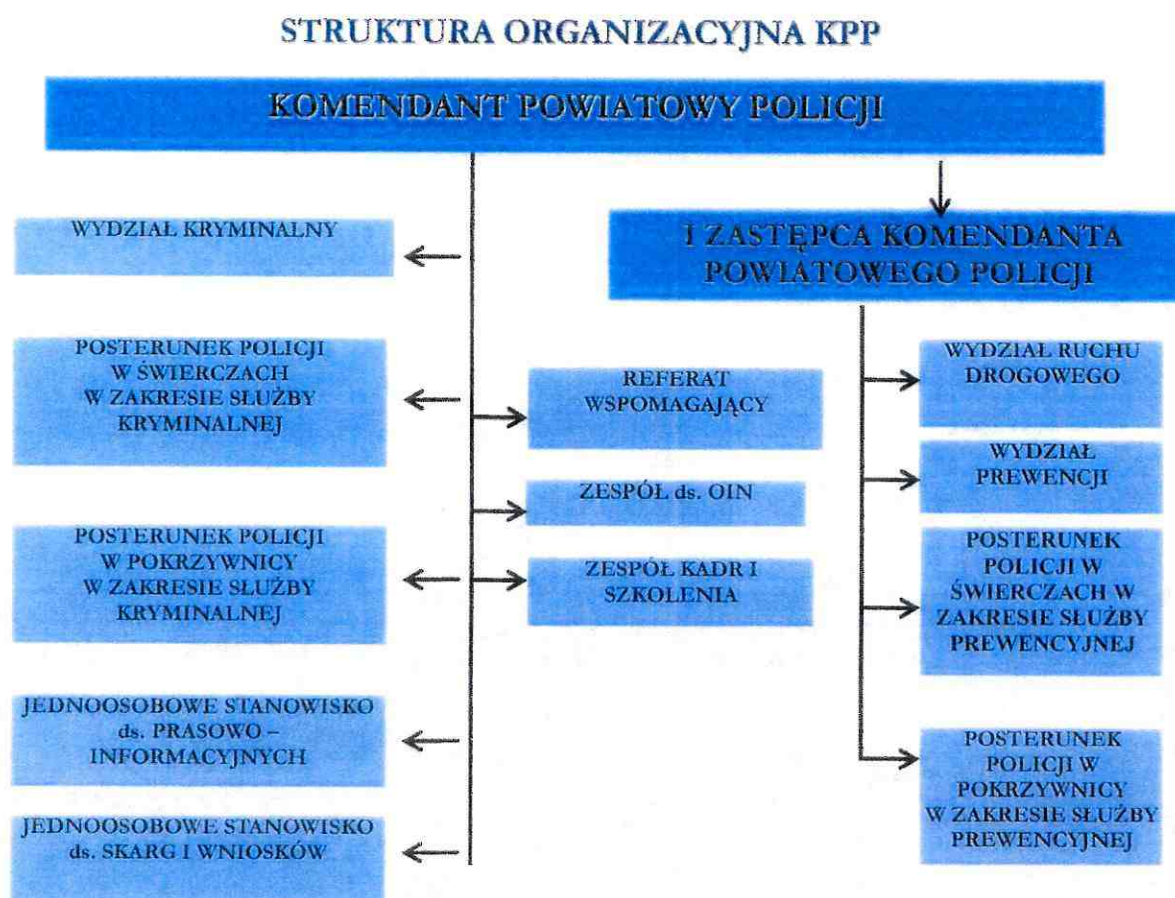 STRUKTURA ORGANIZACYJNA KPP
KOMENDANT POWIATOWY POLICJI
WYDZIAŁ KRYMINALNY
POSTERUNEK POLICJI
W ŚWIERCZACH
W ZAKRESIE SŁUŻBY
KRYMINALNEJ
POSTERUNEK POLICJI
W POKRZYWNICY
W ZAKRESIE SŁUŻBY
KRYMINALNEJ
JEDNOOSOBOWE STANOWISKO
ds. PRASOWO –
INFORMACYJNYCH
JEDNOOSOBOWE STANOWISKO
ds. SKARG I WNIOSKÓW
REFERAT
WSPOMAGAJĄCY
ZESPÓŁ ds. OIN
ZESPÓŁ KADR I
SZKOLENIA
I ZASTĘPCA KOMENDANTA
POWIATOWEGO POLICJI
WYDZIAŁ RUCHU
DROGOWEGO
WYDZIAŁ
PREWENCJI
POSTERUNEK
POLICJI W
ŚWIERCZACH W
ZAKRESIE SŁUŻBY
PREWENCYJNEJ
POSTERUNEK
POLICJI W
POKRZYWNICY
W ZAKRESIE SŁUŻBY
PREWENCYJNEJ